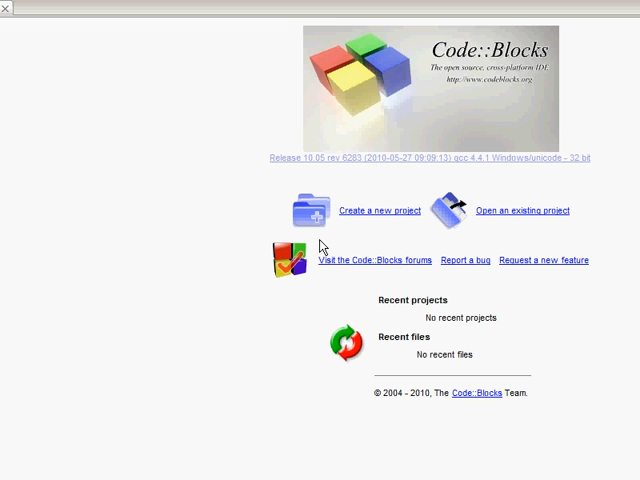 Code::Blocks
The open source, cross-platform IDE
http://www.codeblocks.org
Release 10.05 rev 6283 (2010-05-27 09:09:13) gcc 4.4.1 Windows/unicode - 32 bit
Create a new project Open an existing project
Visit the Code::Blocks forums Report a bug Request a new feature
Recent projects
No recent projects
Recent files
No recent files
© 2004 - 2010, The Code::Blocks Team.